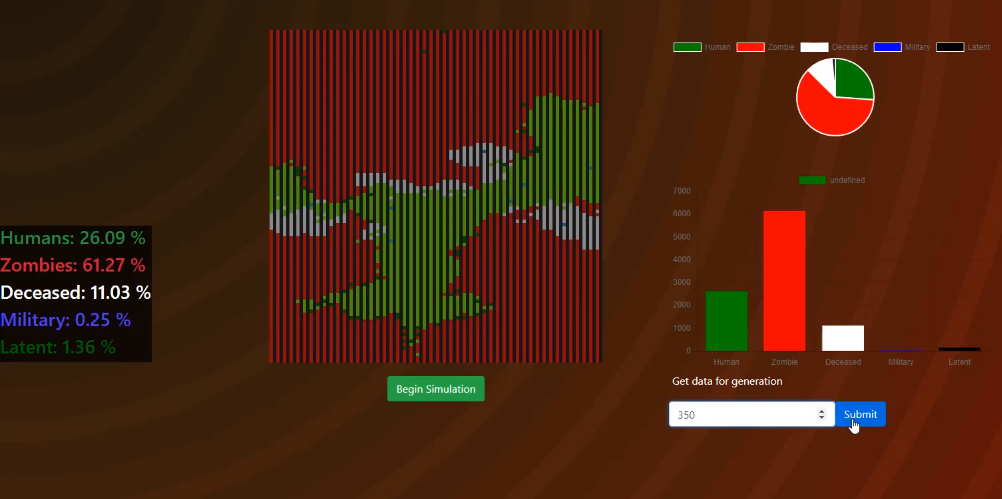 Humans: 26.09 %
Zombies: 61.27 %
Deceased: 11.03 %
Military: 0.25 %
Latent: 1.36 %
Begin Simulation
Human Zombie Deceased Military Latent
undefined
7000
6000
5000
4000
3000
2000
1000
0
Human Zombie Deceased Military Latent
Get data for generation
350 Submit